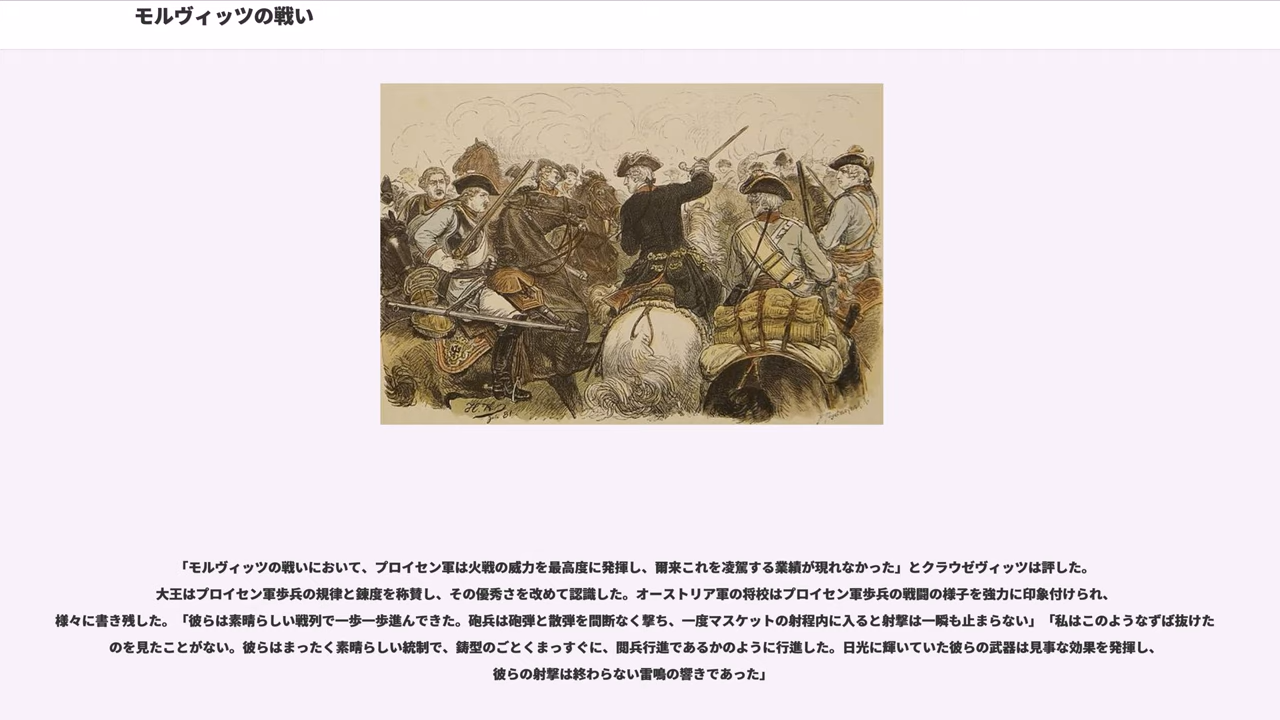 モルヴィッツの戦い
「モルヴィッツの戦いにおいて、プロイセン軍は火戦の威力を最高度に発揮し、爾来これを凌駕する業績が現れなかった」とクラウゼヴィッツは評した。
大王はプロイセン軍歩兵の規律と錬度を称賛し、その優秀さを改めて認識した。オーストリア軍の将校はプロイセン軍歩兵の戦闘の様子を強力に印象付けられ、
様々に書き残した。「彼らは素晴らしい戦列で一歩一歩進んできた。砲兵は砲弾と散弾を間断なく撃ち、一度マスケットの射程内に入ると射撃は一瞬も止まらない」「私はこのようなずば抜けた
のを見たことがない。彼らはまったく素晴らしい統制で、鋳型のごとくまっすぐに、閲兵行進であるかのように行進した。日光に輝いていた彼らの武器は見事な効果を発揮し、
彼らの射撃は終わらない雷鳴の響きであった」